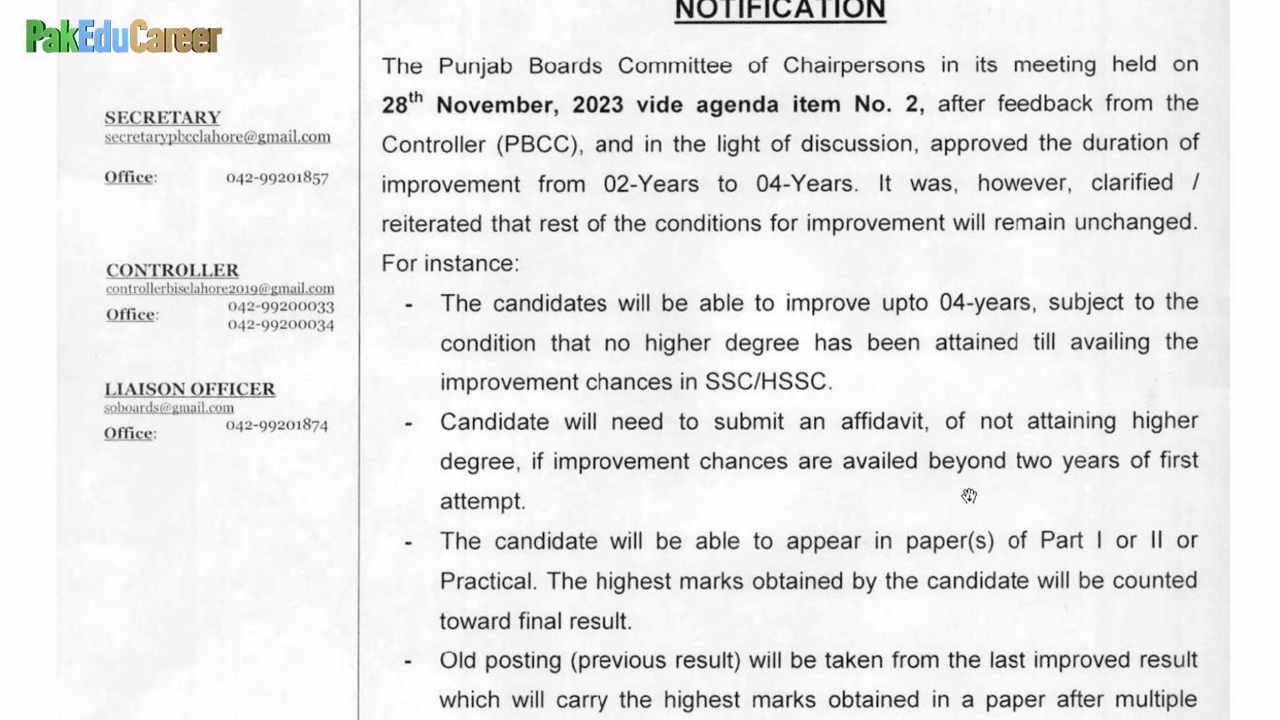 PakEduCareer
NOTIFICATION
SECRETARY
secretarypbcclahore@gmail.com
Office: 042-99201857
CONTROLLER
controllerbiselahore2019@gmail.com
Office: 042-99200033
042-99200034
LIAISON OFFICER
soboards@gmail.com
Office: 042-99201874
The Punjab Boards Committee of Chairpersons in its meeting held on
28th November, 2023 vide agenda item No. 2, after feedback from the
Controller (PBCC), and in the light of discussion, approved the duration of
improvement from 02-Years to 04-Years. It was, however, clarified /
reiterated that rest of the conditions for improvement will remain unchanged.
For instance:
- The candidates will be able to improve upto 04-years, subject to the
condition that no higher degree has been attained till availing the
improvement chances in SSC/HSSC.
- Candidate will need to submit an affidavit, of not attaining higher
degree, if improvement chances are availed beyond two years of first
attempt.
- The candidate will be able to appear in paper(s) of Part I or II or
Practical. The highest marks obtained by the candidate will be counted
toward final result.
- Old posting (previous result) will be taken from the last improved result
which will carry the highest marks obtained in a paper after multiple